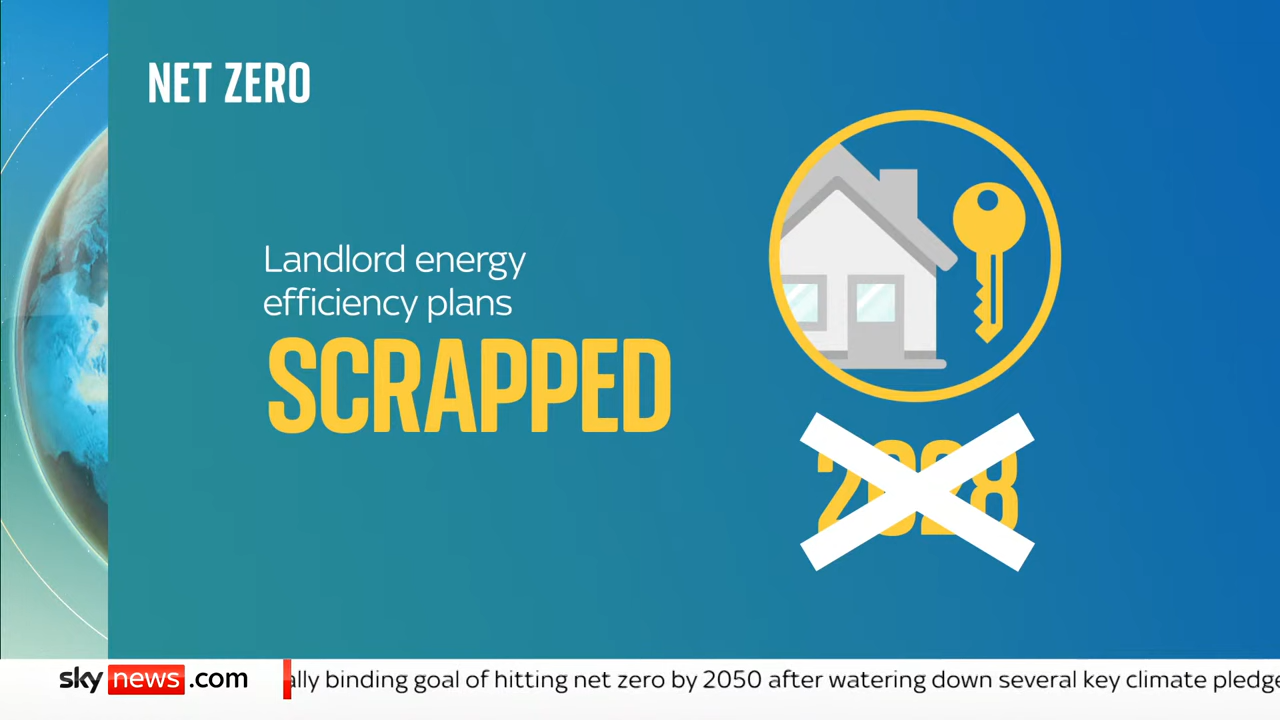 NET ZERO
Landlord energy
efficiency plans
SCRAPPED
2028
sky news .com
ally binding goal of hitting net zero by 2050 after watering down several key climate pledge